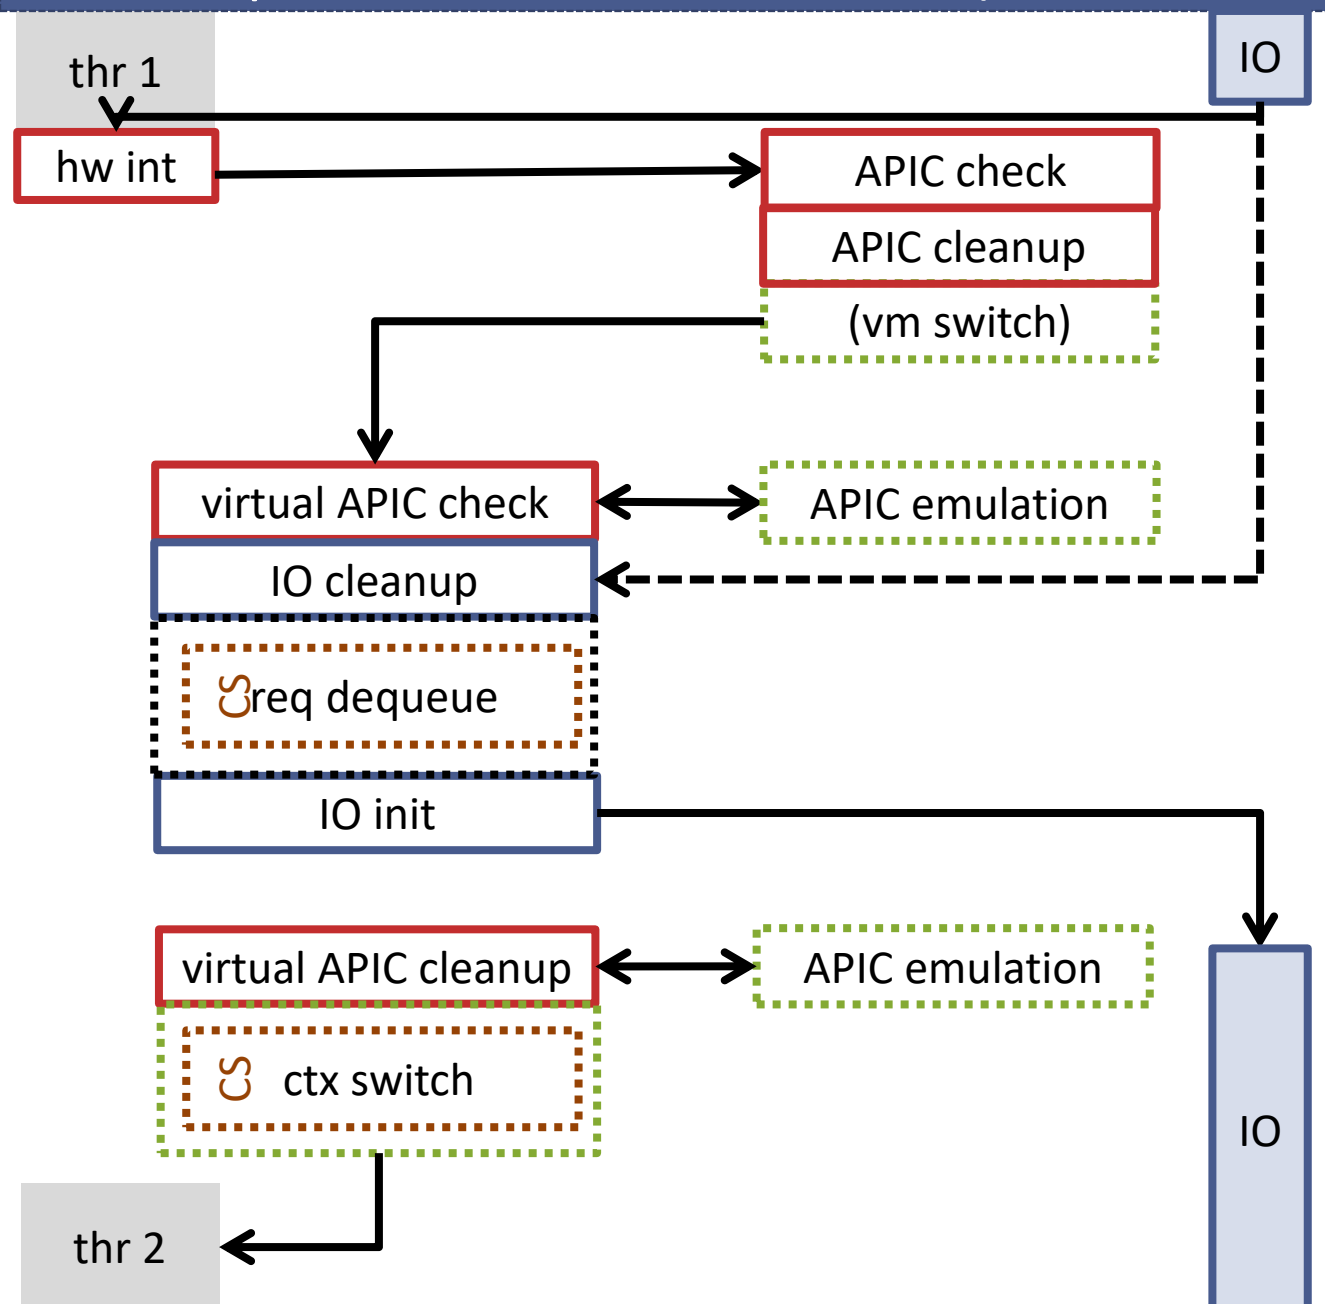 thr 1
IO
hw int
APIC check
APIC cleanup
(vm switch)
virtual APIC check
APIC emulation
IO cleanup
CS
req dequeue
IO init
virtual APIC cleanup
APIC emulation
CS
ctx switch
IO
thr 2